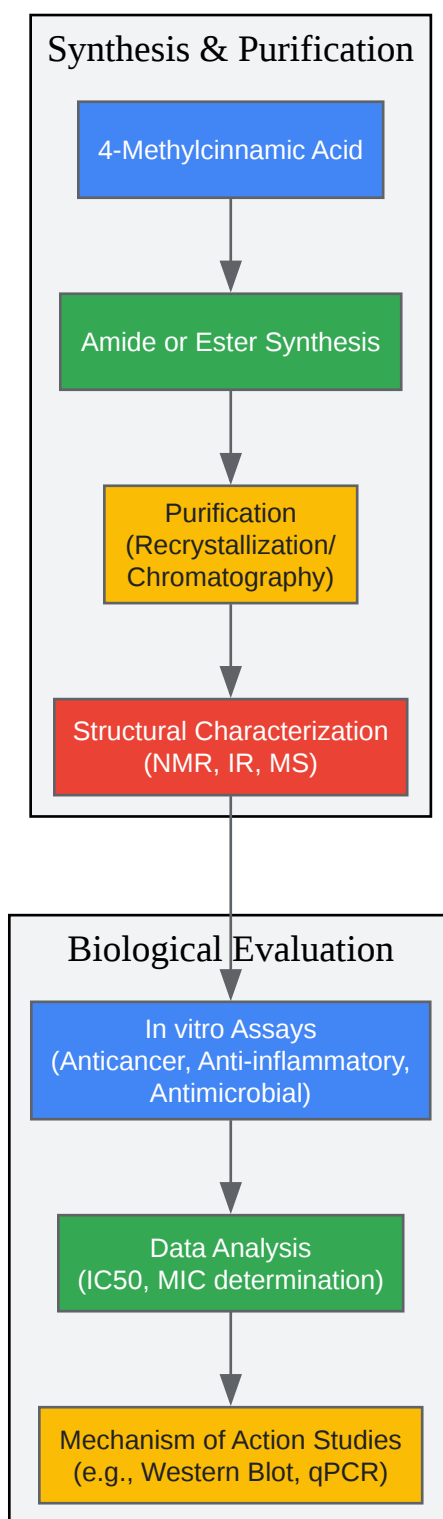 Synthesis & Purification
4-Methylcinnamic Acid
Amide or Ester Synthesis
Purification
(Recrystallization/
Chromatography)
Structural Characterization
(NMR, IR, MS)
Biological Evaluation
In vitro Assays
(Anticancer, Anti-inflammatory,
Antimicrobial)
Data Analysis
(IC50, MIC determination)
Mechanism of Action Studies
(e.g., Western Blot, qPCR)